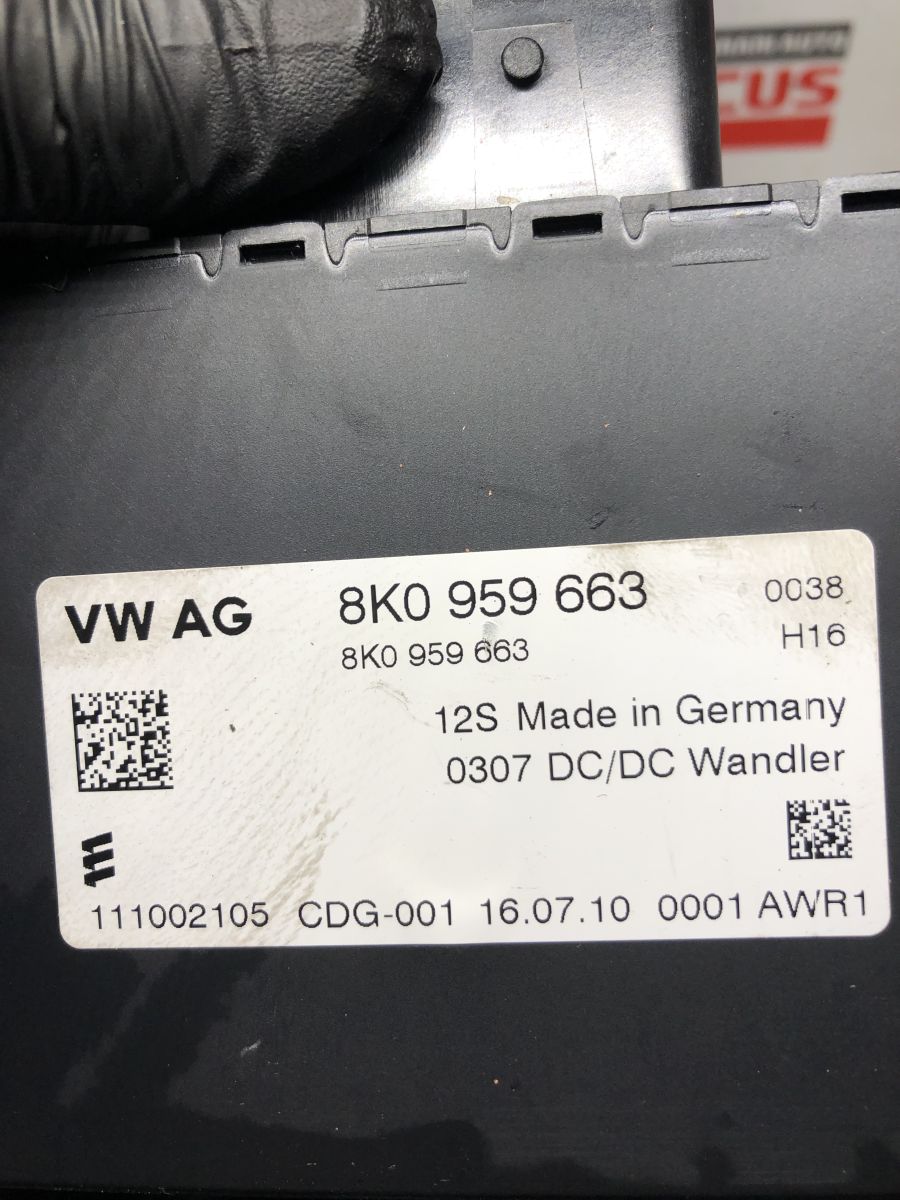 CUS
VW AG 8K0 959 663 0038
8K0 959 663 H16
12S Made in Germany
0307 DC/DC Wandler
111002105 CDG-001 16.07.10 0001 AWR1